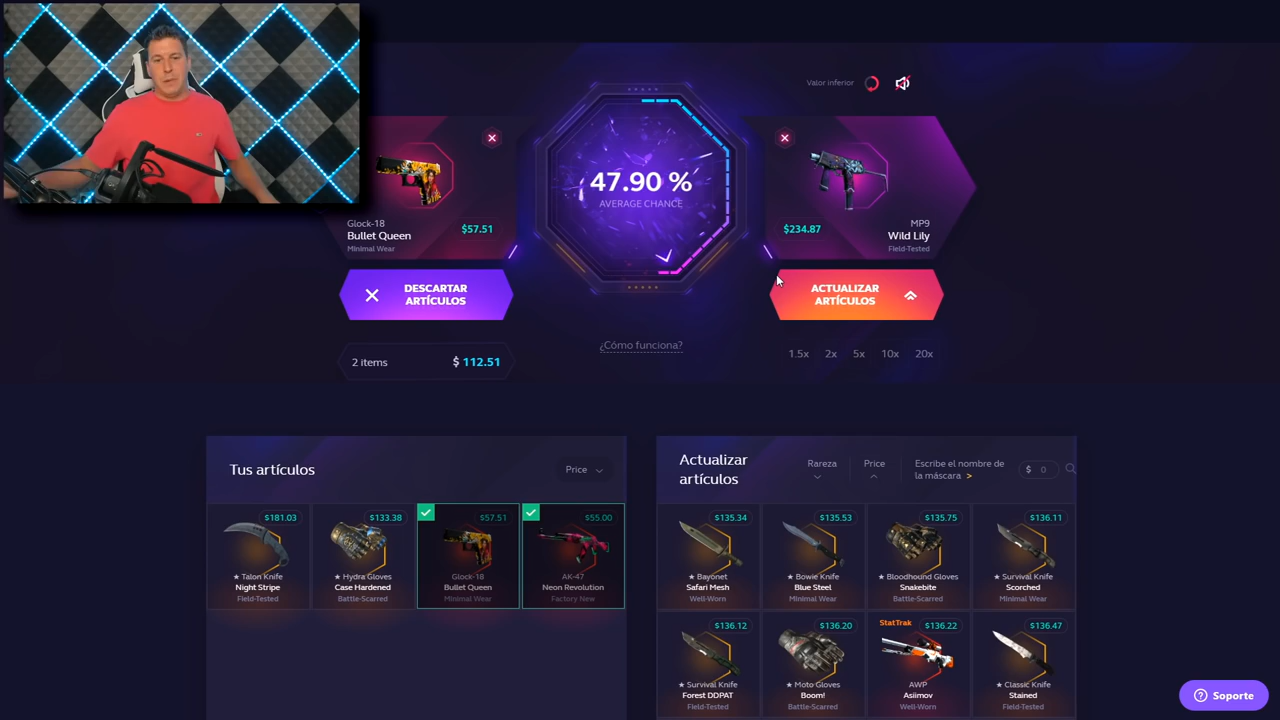 Valor inferior
47.90 %
AVERAGE CHANCE
Glock-18
Bullet Queen
Minimal Wear
$57.51
$234.87
MP9
Wild Lily
Field-Tested
DESCARTAR
ARTÍCULOS
ACTUALIZAR
ARTÍCULOS
2 items
$ 112.51
¿Cómo funciona?
1.5x 2x 5x 10x 20x
Tus artículos
Price
$181.03
★ Talon Knife
Night Stripe
Field-Tested
$133.38
★ Hydra Gloves
Case Hardened
Battle-Scarred
$57.51
Glock-18
Bullet Queen
Minimal Wear
$55.00
AK-47
Neon Revolution
Factory New
Actualizar
artículos
Rareza
Price
Escribe el nombre de
la máscara >
$ 0
$135.34
★ Bayonet
Safari Mesh
Well-Worn
$135.53
★ Bowie Knife
Blue Steel
Minimal Wear
$135.75
★ Bloodhound Gloves
Snakebite
Battle-Scarred
$136.11
★ Survival Knife
Scorched
Minimal Wear
$136.12
★ Survival Knife
Forest DDPAT
Field-Tested
$136.20
★ Moto Gloves
Boom!
Battle-Scarred
StatTrak
$136.22
AWP
Asiimov
Well-Worn
$136.47
★ Classic Knife
Stained
Field-Tested
Soporte